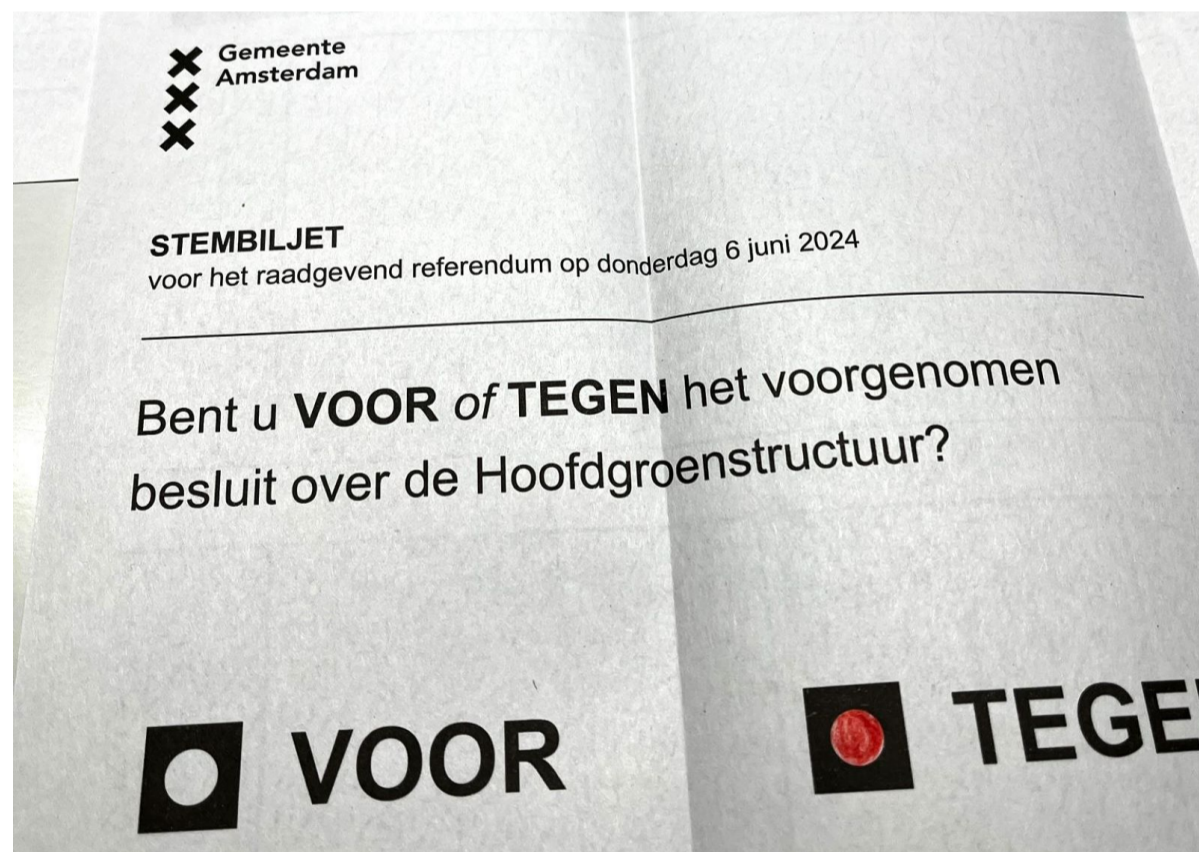 Gemeente
Amsterdam
STEMBILJET
voor het raadgevend referendum op donderdag 6 juni 2024
Bent u VOOR of TEGEN het voorgenomen
besluit over de Hoofdgroenstructuur?
VOOR
TEGE